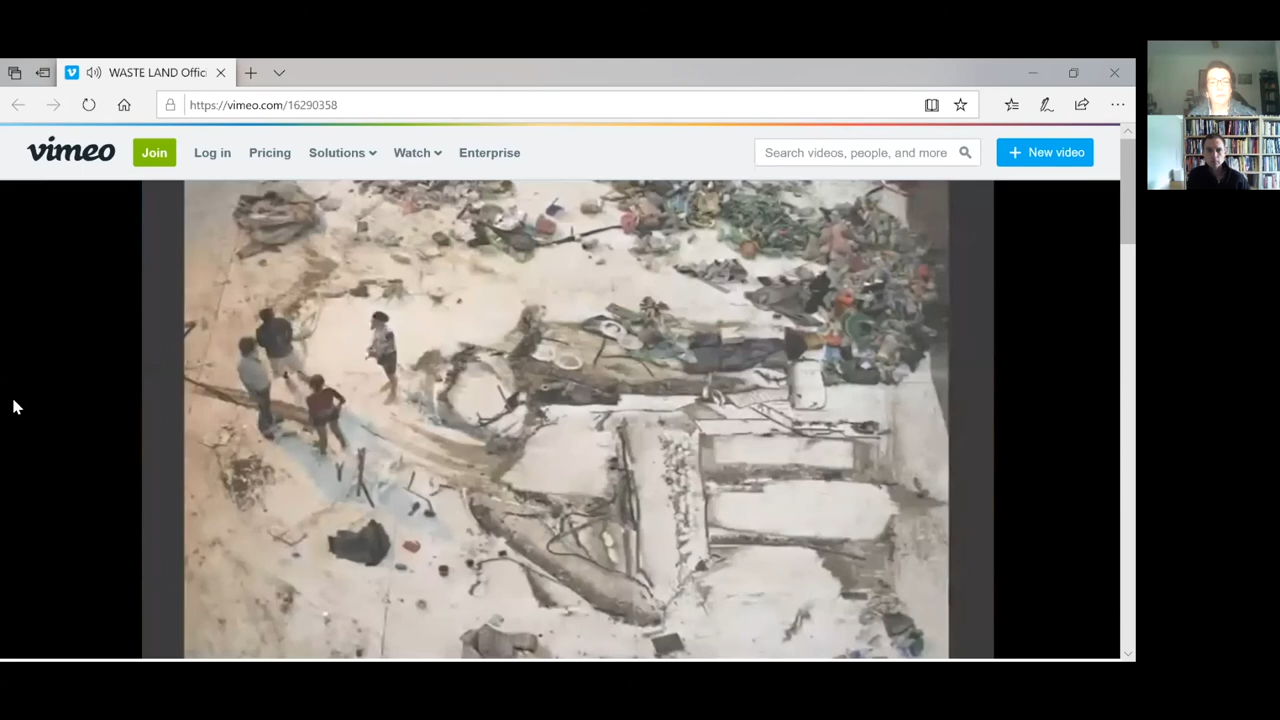 WASTE LAND Offic
https://vimeo.com/16290358
vimeo Join Log in Pricing Solutions Watch Enterprise Search videos, people, and more + New video